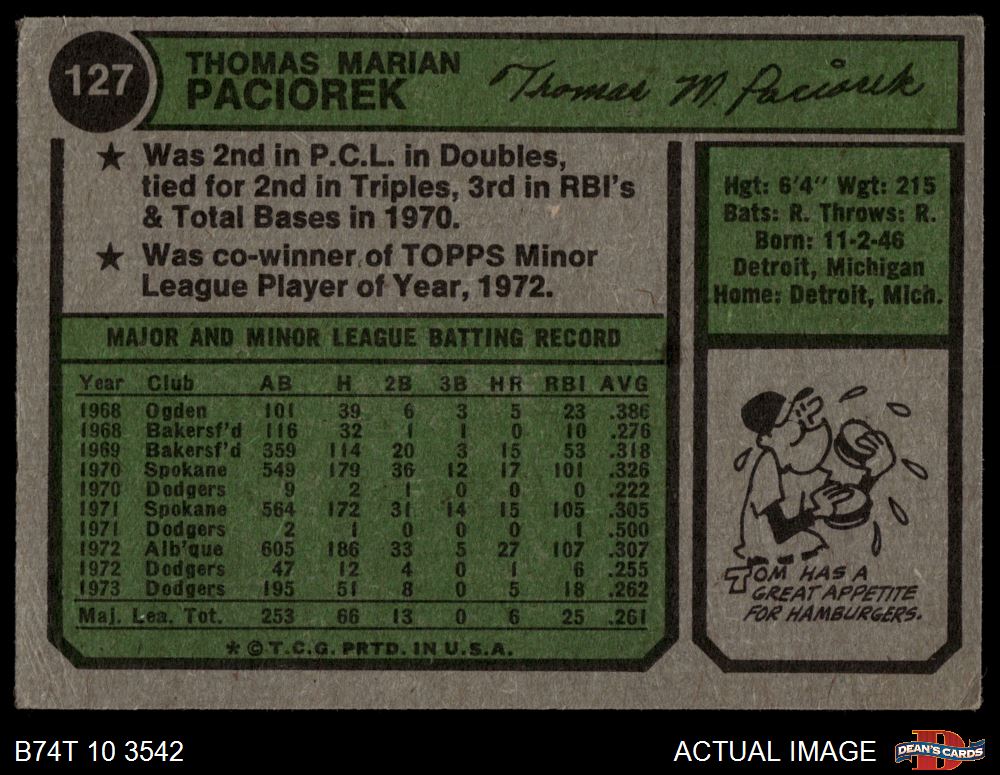 127
THOMAS MARIAN
PACIOREK
Thomas M. Paciorek
★ Was 2nd in P.C.L. in Doubles,
tied for 2nd in Triples, 3rd in RBI's
& Total Bases in 1970.
★ Was co-winner of TOPPS Minor
League Player of Year, 1972.
Hgt: 6'4" Wgt: 215
Bats: R. Throws: R.
Born: 11-2-46
Detroit, Michigan
Home: Detroit, Mich.
MAJOR AND MINOR LEAGUE BATTING RECORD
Year Club AB H 2B 3B HR RBI AVG
1968 Ogden 101 39 6 3 5 23 .386
1968 Bakersf'd 116 32 1 1 0 10 .276
1969 Bakersf'd 359 114 20 3 15 53 .318
1970 Spokane 549 179 36 12 17 101 .326
1970 Dodgers 9 2 1 0 0 0 .222
1971 Spokane 564 172 31 14 15 105 .305
1971 Dodgers 2 1 0 0 0 1 .500
1972 Alb'que 605 186 33 5 27 107 .307
1972 Dodgers 47 12 4 0 1 6 .255
1973 Dodgers 195 51 8 0 5 18 .262
Maj. Lea. Tot. 253 66 13 0 6 25 .261
* © T.C.G. PRTD. IN U.S.A.
TOM HAS A
GREAT APPETITE
FOR HAMBURGERS.
B74T 10 3542
ACTUAL IMAGE
D
DEAN'S CARDS